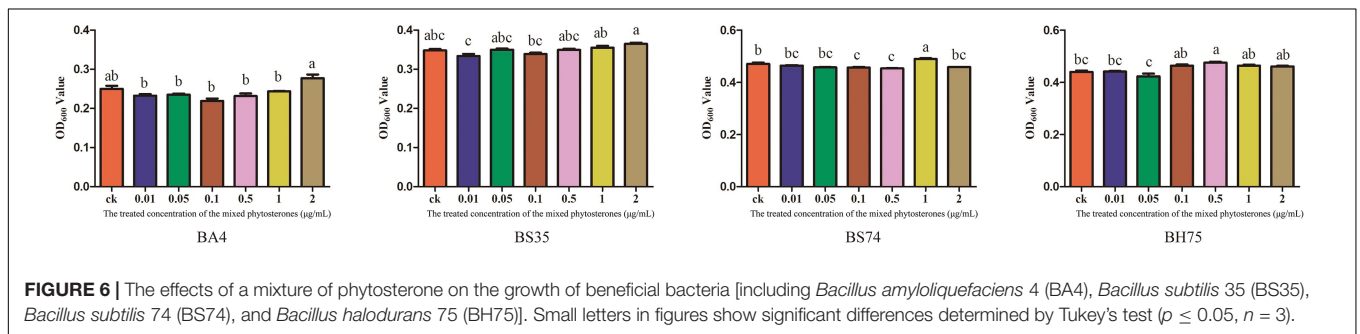 OD600 Value
0.4
0.3
0.2
0.1
0.0
ab b b b b b a
ck 0.01 0.05 0.1 0.5 1 2
The treated concentration of the mixed phytosterones (μg/mL)
BA4
OD600 Value
0.4
0.3
0.2
0.1
0.0
abc c abc bc abc ab a
ck 0.01 0.05 0.1 0.5 1 2
The treated concentration of the mixed phytosterones (μg/mL)
BS35
OD600 Value
0.6
0.4
0.2
0.0
b bc bc c c a bc
ck 0.01 0.05 0.1 0.5 1 2
The treated concentration of the mixed phytosterones (μg/mL)
BS74
OD600 Value
0.6
0.4
0.2
0.0
bc bc c ab a ab ab
ck 0.01 0.05 0.1 0.5 1 2
The treated concentration of the mixed phytosterones (μg/mL)
BH75
FIGURE 6 | The effects of a mixture of phytosterone on the growth of beneficial bacteria [including Bacillus amyloliquefaciens 4 (BA4), Bacillus subtilis 35 (BS35),
Bacillus subtilis 74 (BS74), and Bacillus halodurans 75 (BH75)]. Small letters in figures show significant differences determined by Tukey's test (p ≤ 0.05, n = 3).